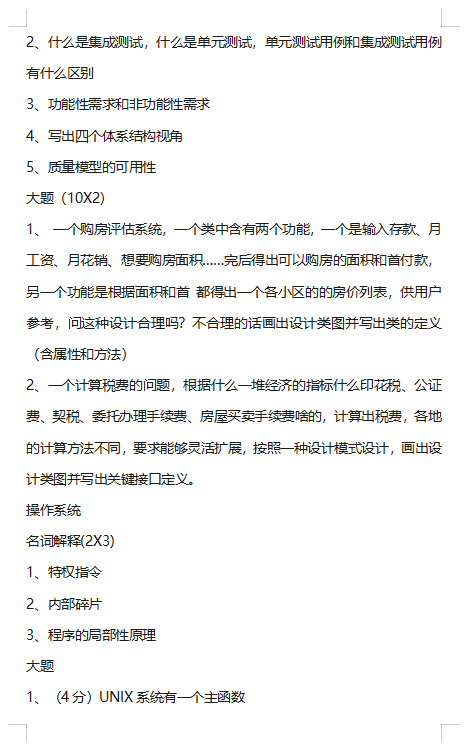 2、什么是集成测试，什么是单元测试，单元测试用例和集成测试用例
有什么区别
3、功能性需求和非功能性需求
4、写出四个体系结构视角
5、质量模型的可用性
大题（10X2）
1、 一个购房评估系统，一个类中含有两个功能，一个是输入存款、月
工资、月花销、想要购房面积……完后得出可以购房的面积和首付款，
另一个功能是根据面积和首 都得出一个各小区的的房价列表，供用户
参考，问这种设计合理吗？不合理的话画出设计类图并写出类的定义
（含属性和方法）
2、一个计算税费的问题，根据什么一堆经济的指标什么印花税、公证
费、契税、委托办理手续费、房屋买卖手续费啥的，计算出税费，各地
的计算方法不同，要求能够灵活扩展，按照一种设计模式设计，画出设
计类图并写出关键接口定义。
操作系统
名词解释(2X3)
1、特权指令
2、内部碎片
3、程序的局部性原理
大题
1、（4分）UNIX系统有一个主函数